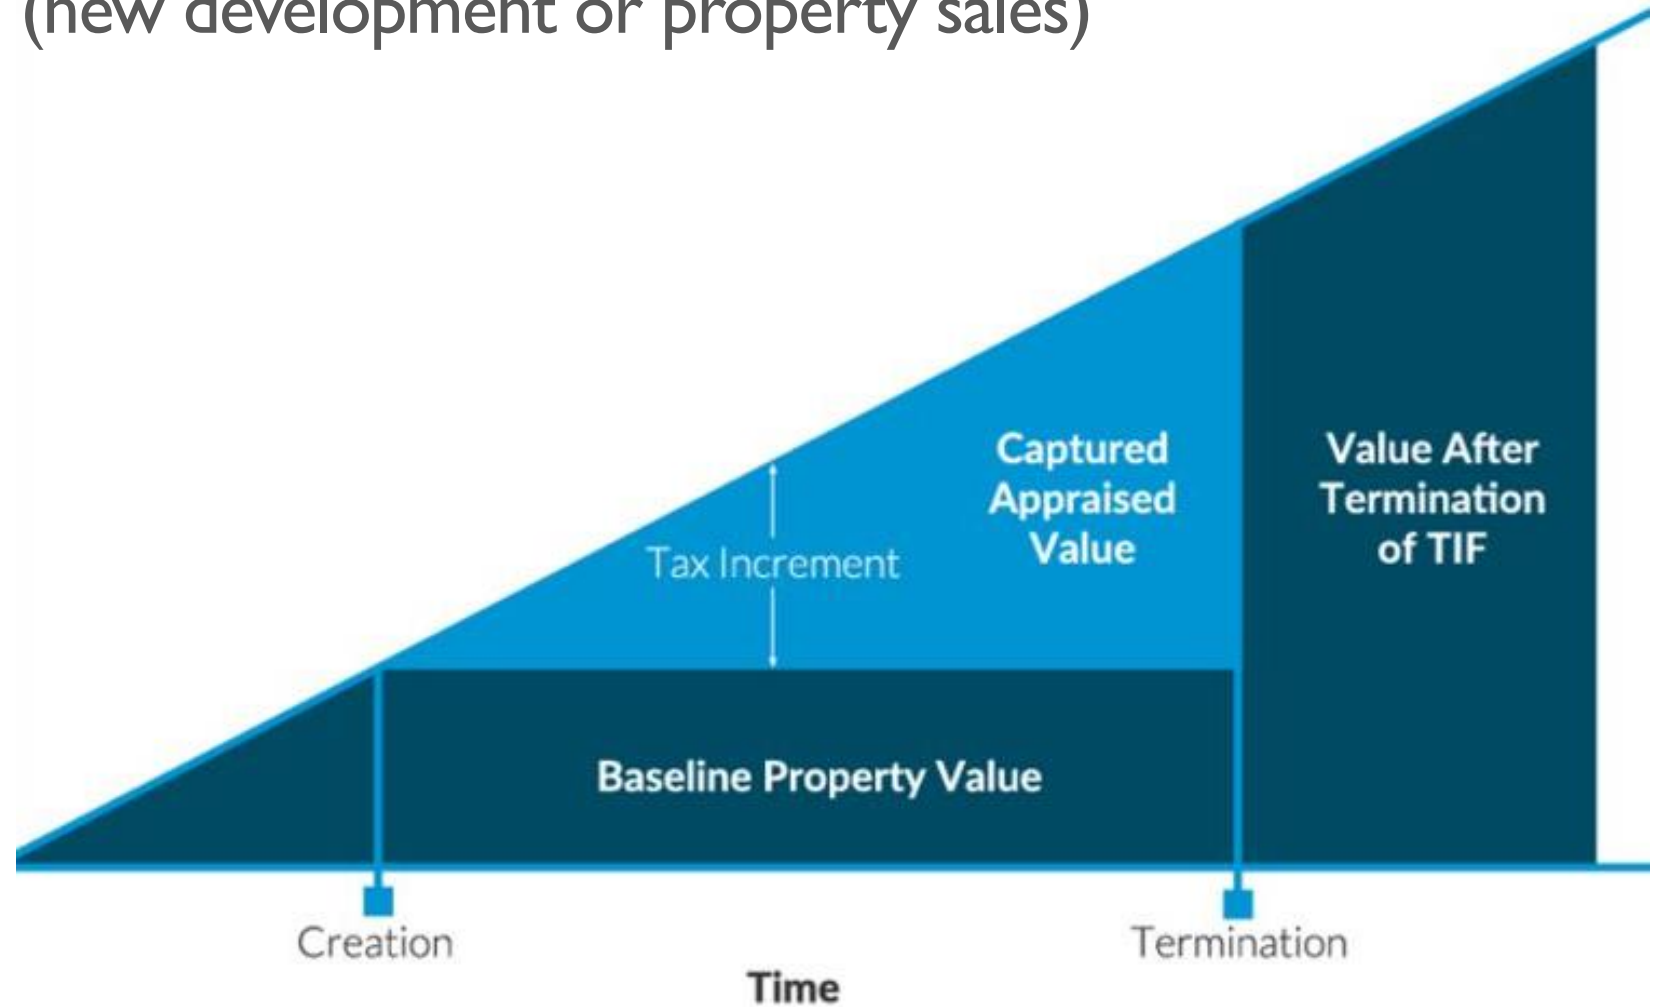 (new development or property sales)
Captured
Appraised
Value
Value After
Termination
of TIF
Tax Increment
Baseline Property Value
Creation
Termination
Time